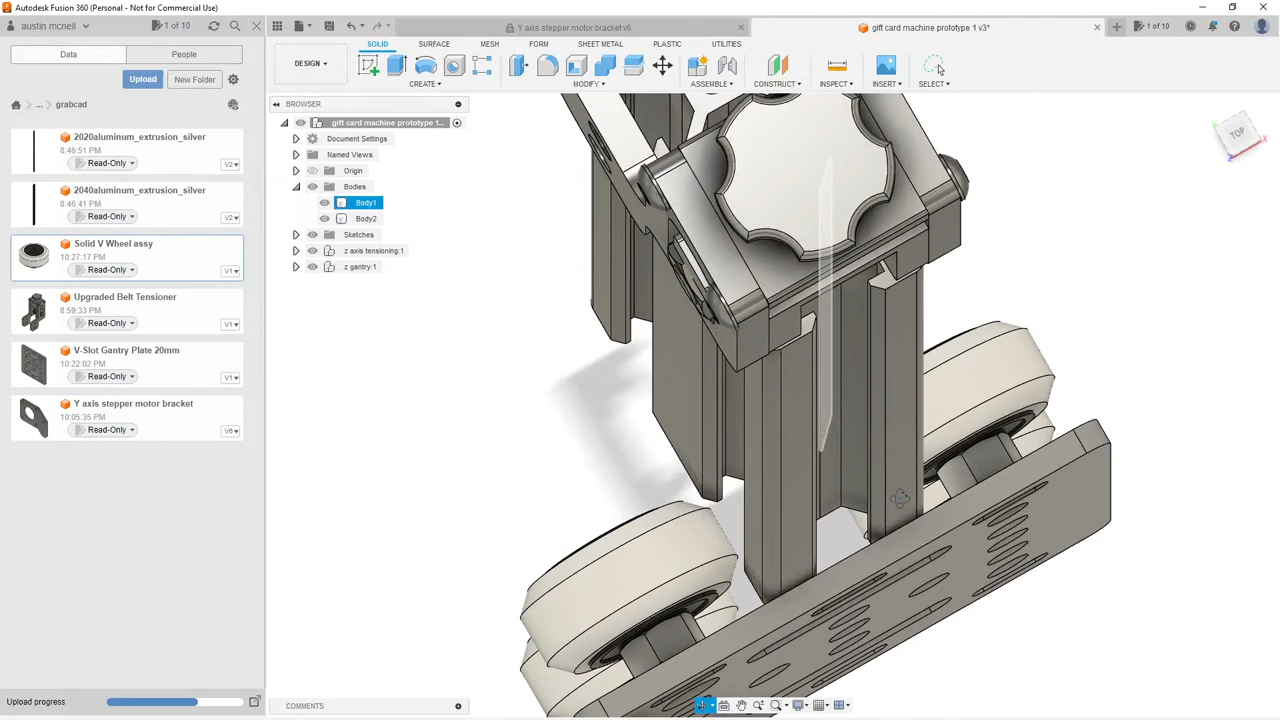 Autodesk Fusion 360 (Personal - Not for Commercial Use)
austin mcneil
1 of 10
Y axis stepper motor bracket v6
gift card machine prototype 1 v3*
1 of 10
Data
People
SOLID
SURFACE
MESH
FORM
SHEET METAL
PLASTIC
UTILITIES
Upload
New Folder
DESIGN
CREATE
MODIFY
ASSEMBLE
CONSTRUCT
INSPECT
INSERT
SELECT
...
grabcad
BROWSER
gift card machine prototype 1...
Document Settings
Named Views
Origin
Bodies
Body1
Body2
Sketches
z axis tensioning:1
z gantry:1
TOP
X
Z
2020aluminum_extrusion_silver
8:46:51 PM
Read-Only
V2
2040aluminum_extrusion_silver
8:46:41 PM
Read-Only
V2
Solid V Wheel assy
10:27:17 PM
Read-Only
V1
Upgraded Belt Tensioner
8:59:33 PM
Read-Only
V1
V-Slot Gantry Plate 20mm
10:22:02 PM
Read-Only
V1
Y axis stepper motor bracket
10:05:35 PM
Read-Only
V6
Upload progress
COMMENTS